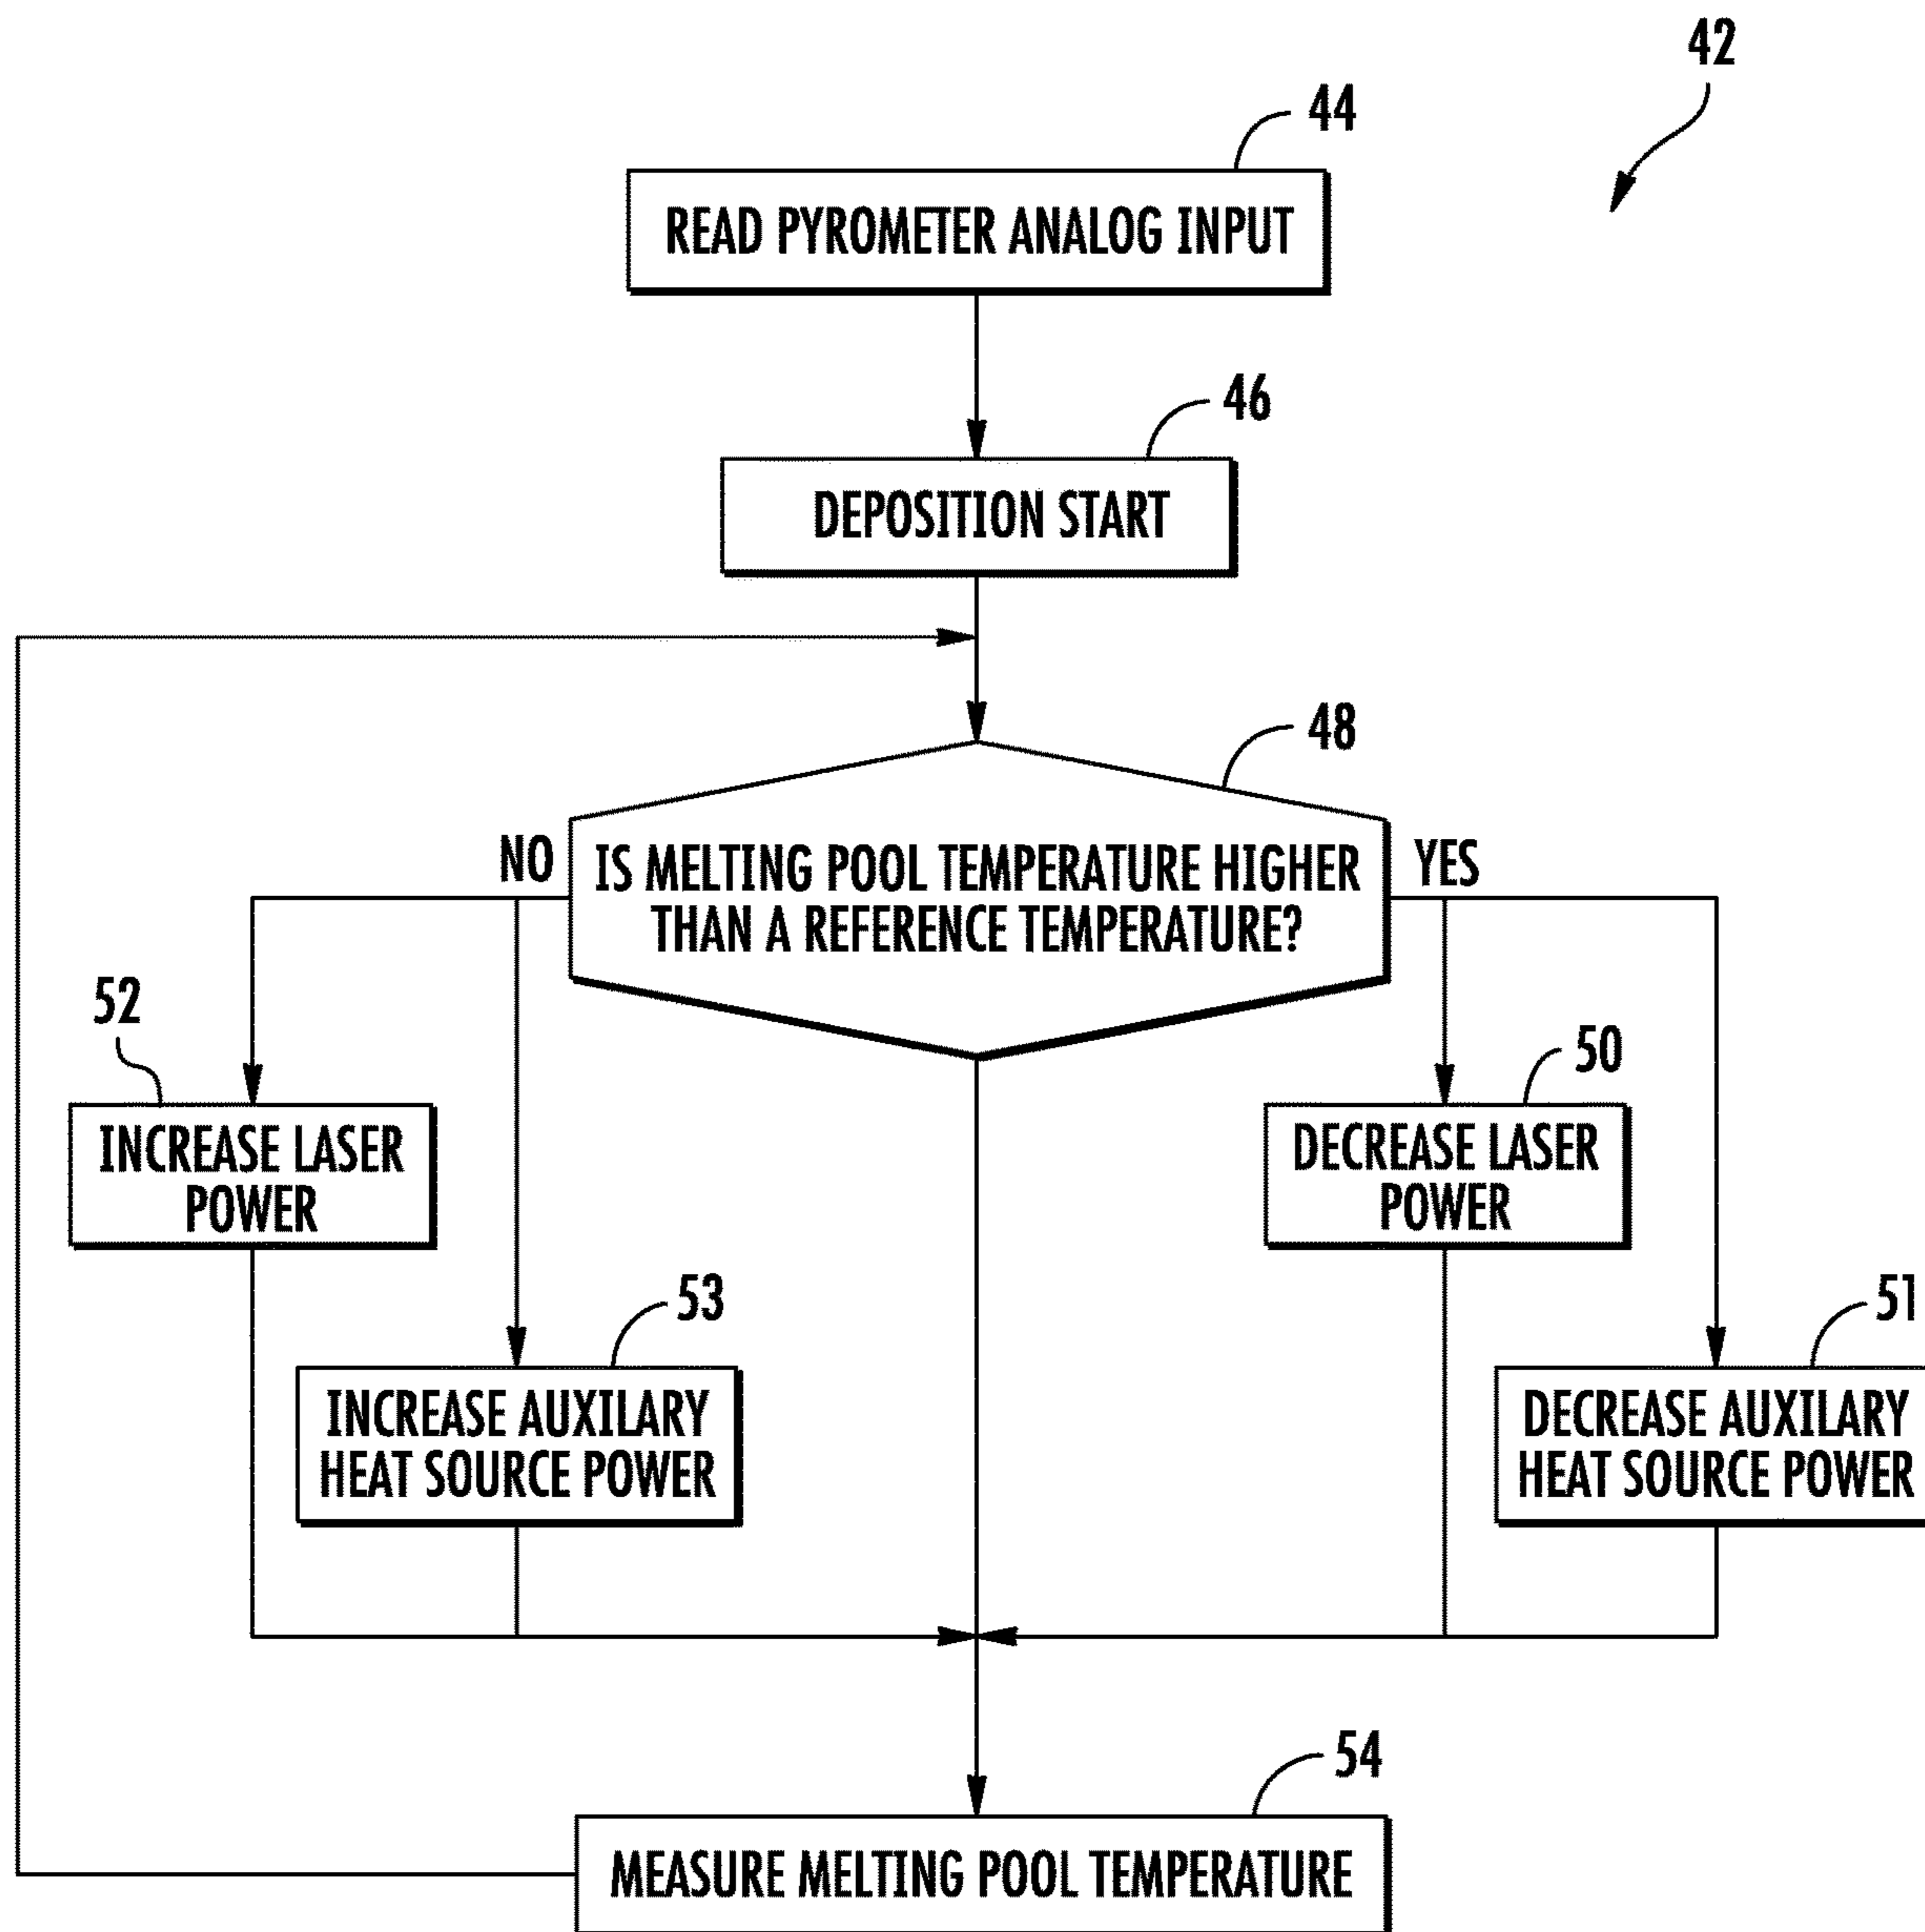 42
44
READ PYROMETER ANALOG INPUT
46
DEPOSITION START
48
NO
IS MELTING POOL TEMPERATURE HIGHER
THAN A REFERENCE TEMPERATURE?
YES
52
INCREASE LASER
POWER
50
DECREASE LASER
POWER
53
INCREASE AUXILARY
HEAT SOURCE POWER
51
DECREASE AUXILARY
HEAT SOURCE POWER
54
MEASURE MELTING POOL TEMPERATURE